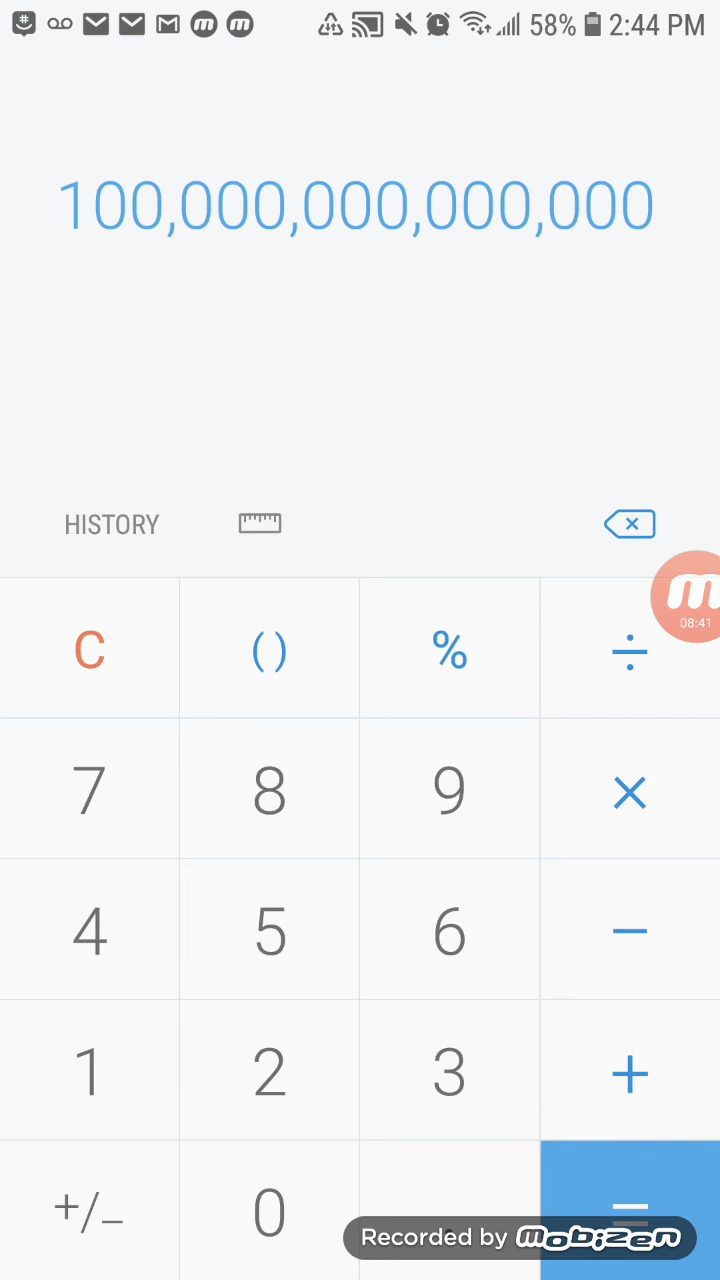 58% 2:44 PM
100,000,000,000,000
HISTORY
08:41
C ( ) % ÷
7 8 9 ×
4 5 6 −
1 2 3 +
+/− 0 . =
Recorded by mobizen